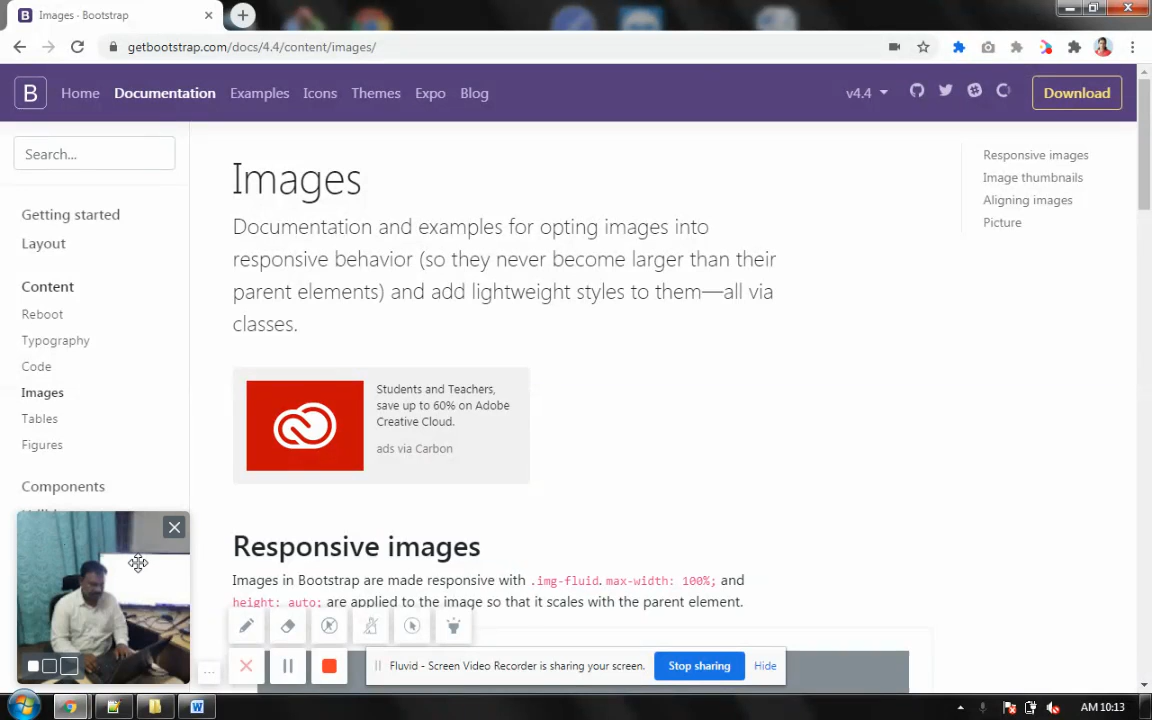 Images - Bootstrap
getbootstrap.com/docs/4.4/content/images/
B
Home Documentation Examples Icons Themes Expo Blog
v4.4
Download
Search...
Getting started
Layout
Content
Reboot
Typography
Code
Images
Tables
Figures
Components
Images
Documentation and examples for opting images into
responsive behavior (so they never become larger than their
parent elements) and add lightweight styles to them—all via
classes.
Students and Teachers,
save up to 60% on Adobe
Creative Cloud.
ads via Carbon
Responsive images
Images in Bootstrap are made responsive with .img-fluid. max-width: 100%; and
height: auto; are applied to the image so that it scales with the parent element.
Responsive images
Image thumbnails
Aligning images
Picture
Fluvid - Screen Video Recorder is sharing your screen.
Stop sharing
Hide
AM 10:13